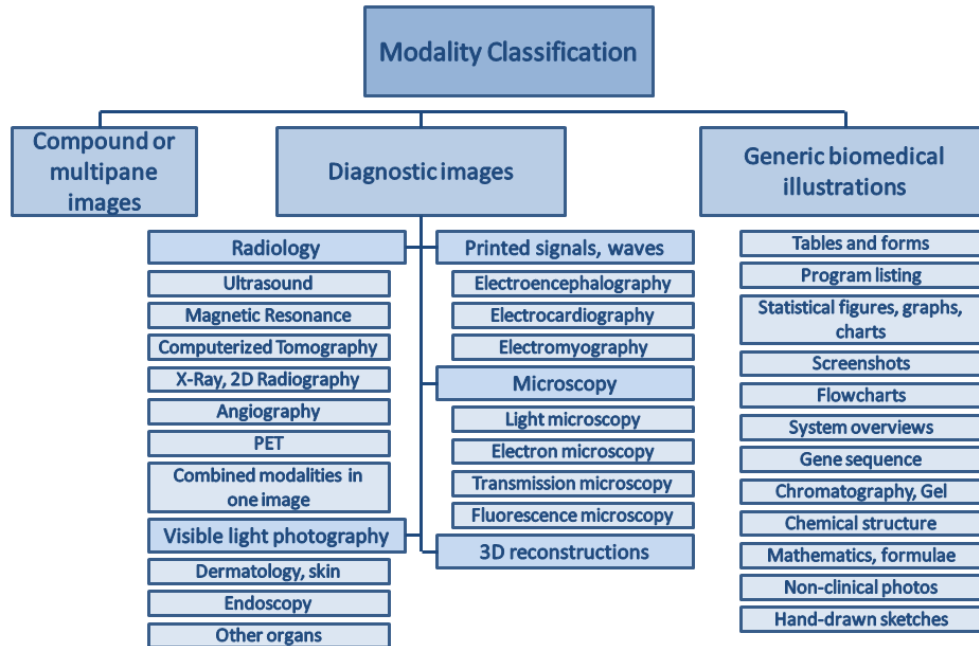 Modality Classification
Compound or
multipane
images
Diagnostic images
Generic biomedical
illustrations
Radiology
Ultrasound
Magnetic Resonance
Computerized Tomography
X-Ray, 2D Radiography
Angiography
PET
Combined modalities in
one image
Visible light photography
Dermatology, skin
Endoscopy
Other organs
Printed signals, waves
Electroencephalography
Electrocardiography
Electromyography
Microscopy
Light microscopy
Electron microscopy
Transmission microscopy
Fluorescence microscopy
3D reconstructions
Tables and forms
Program listing
Statistical figures, graphs,
charts
Screenshots
Flowcharts
System overviews
Gene sequence
Chromatography, Gel
Chemical structure
Mathematics, formulae
Non-clinical photos
Hand-drawn sketches